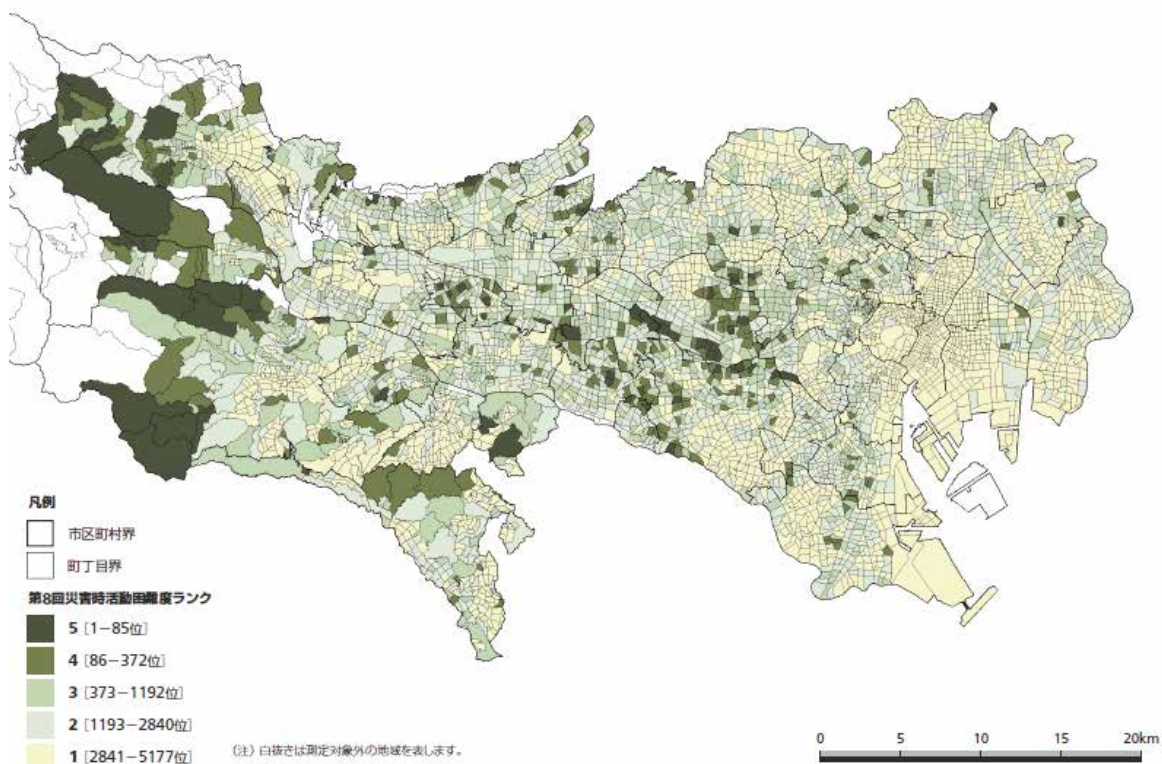 凡例
市区町村界
町丁目界
第8回災害時活動困難度ランク
5 [1-85位]
4 [86-372位]
3 [373-1192位]
2 [1193-2840位]
1 [2841-5177位]
(注) 白抜きは測定対象外の地域を表します。
0 5 10 15 20km